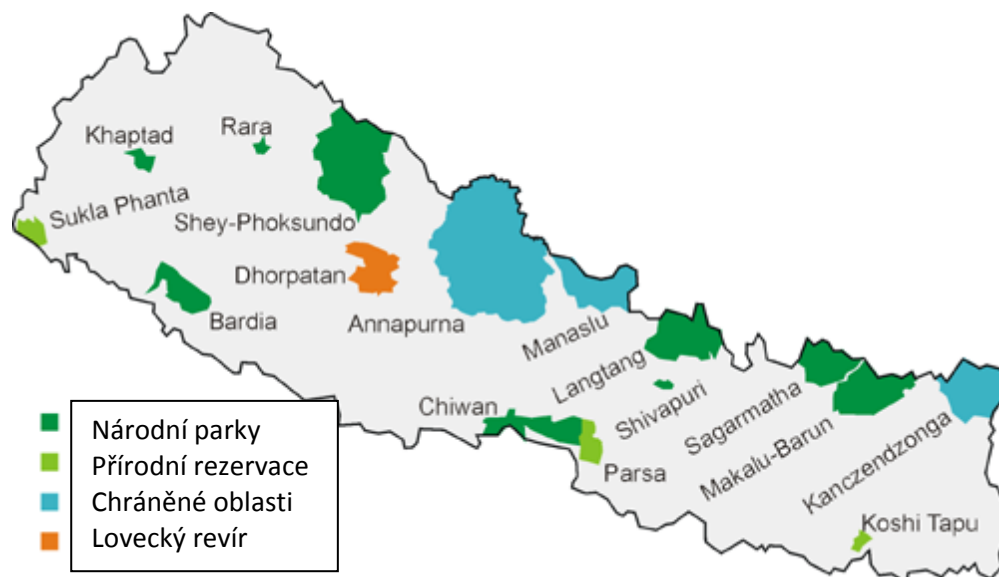 Khaptad
Rara
Sukla Phanta
Shey-Phoksundo
Dhorpatan
Bardia
Annapurna
Manaslu
Langtang
Shivapuri
Chiwan
Sagarmatha
Parsa
Makalu-Barun
Kanczendzonga
Koshi Tapu
Národní parky
Přírodní rezervace
Chráněné oblasti
Lovecký revír